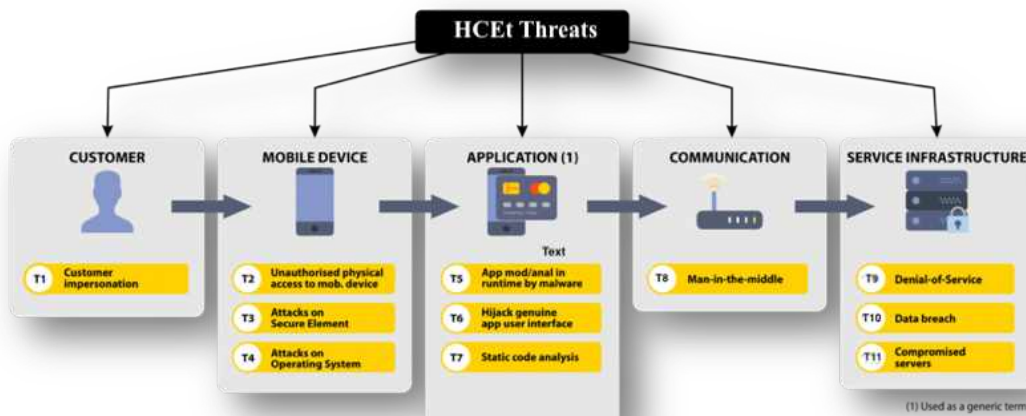 HCEt Threats
CUSTOMER
T1 Customer
impersonation
MOBILE DEVICE
T2 Unauthorised physical
access to mob. device
T3 Attacks on
Secure Element
T4 Attacks on
Operating System
APPLICATION (1)
Text
T5 App mod/anal in
runtime by malware
T6 Hijack genuine
app user interface
T7 Static code analysis
COMMUNICATION
T8 Man-in-the-middle
SERVICE INFRASTRUCTURE
T9 Denial-of-Service
T10 Data breach
T11 Compromised
servers
(1) Used as a generic term